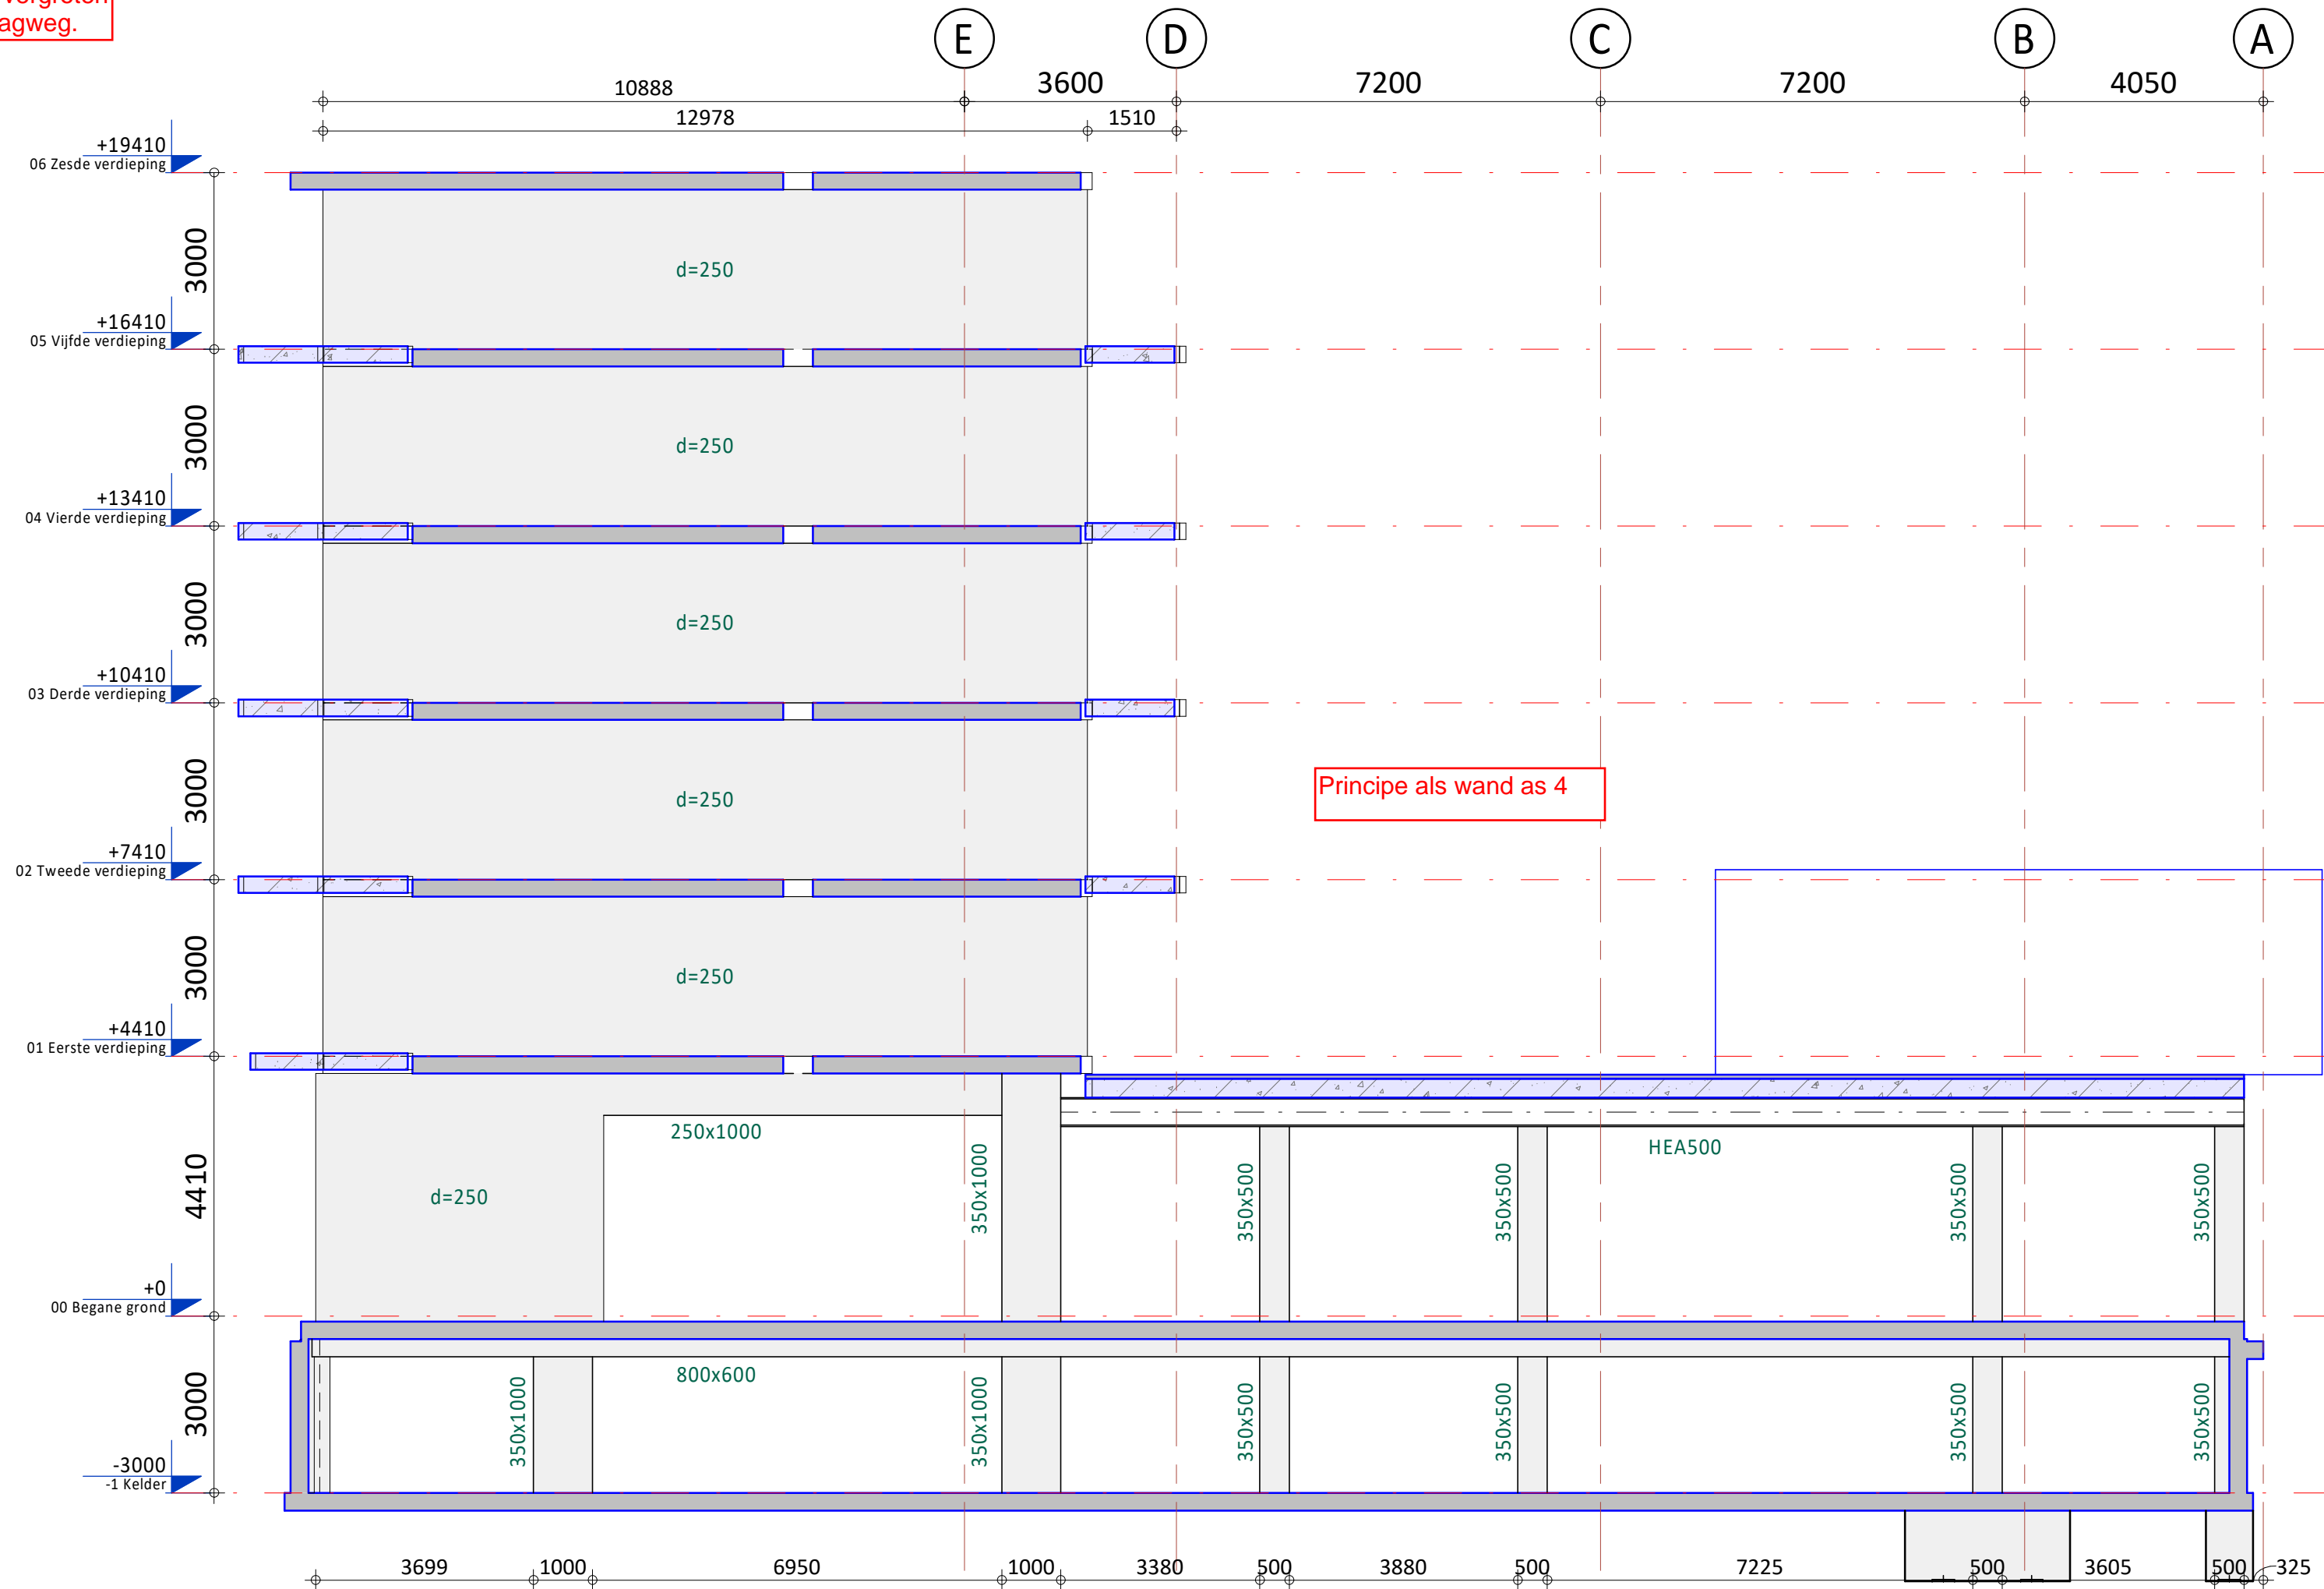 vergroten
agweg.
E
D
C
B
A
10888
3600
7200
7200
4050
12978
1510
+19410
06 Zesde verdieping
3000
d=250
+16410
05 Vijfde verdieping
3000
d=250
+13410
04 Vierde verdieping
3000
d=250
+10410
03 Derde verdieping
3000
d=250
Principe als wand as 4
+7410
02 Tweede verdieping
3000
d=250
+4410
01 Eerste verdieping
4410
250x1000
d=250
350x1000
350x500
350x500
HEA500
350x500
350x500
+0
00 Begane grond
3000
800x600
350x1000
350x1000
350x500
350x500
350x500
350x500
-3000
-1 Kelder
3699
1000
6950
1000
3380
500
3880
500
7225
500
3605
500
325